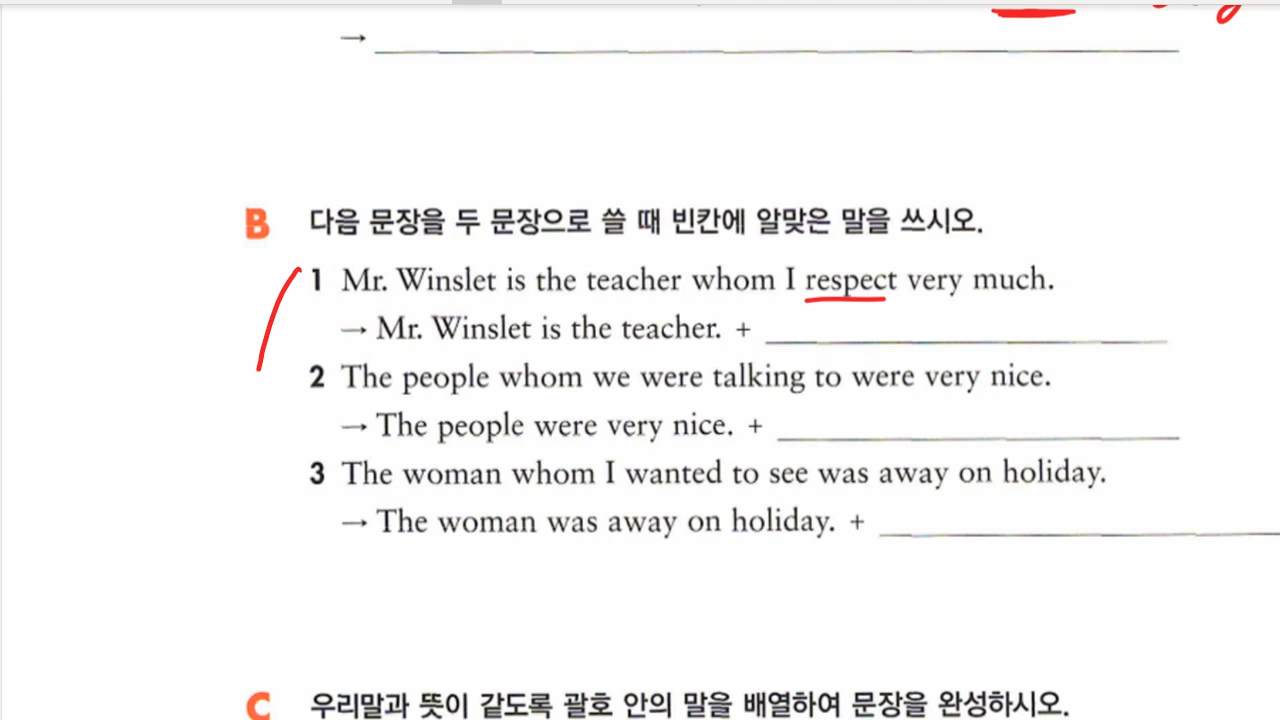 →
B 다음 문장을 두 문장으로 쓸 때 빈칸에 알맞은 말을 쓰시오.
1 Mr. Winslet is the teacher whom I respect very much.
→ Mr. Winslet is the teacher. +
2 The people whom we were talking to were very nice.
→ The people were very nice. +
3 The woman whom I wanted to see was away on holiday.
→ The woman was away on holiday. +
C 우리말과 뜻이 같도록 괄호 안의 말을 배열하여 문장을 완성하시오.